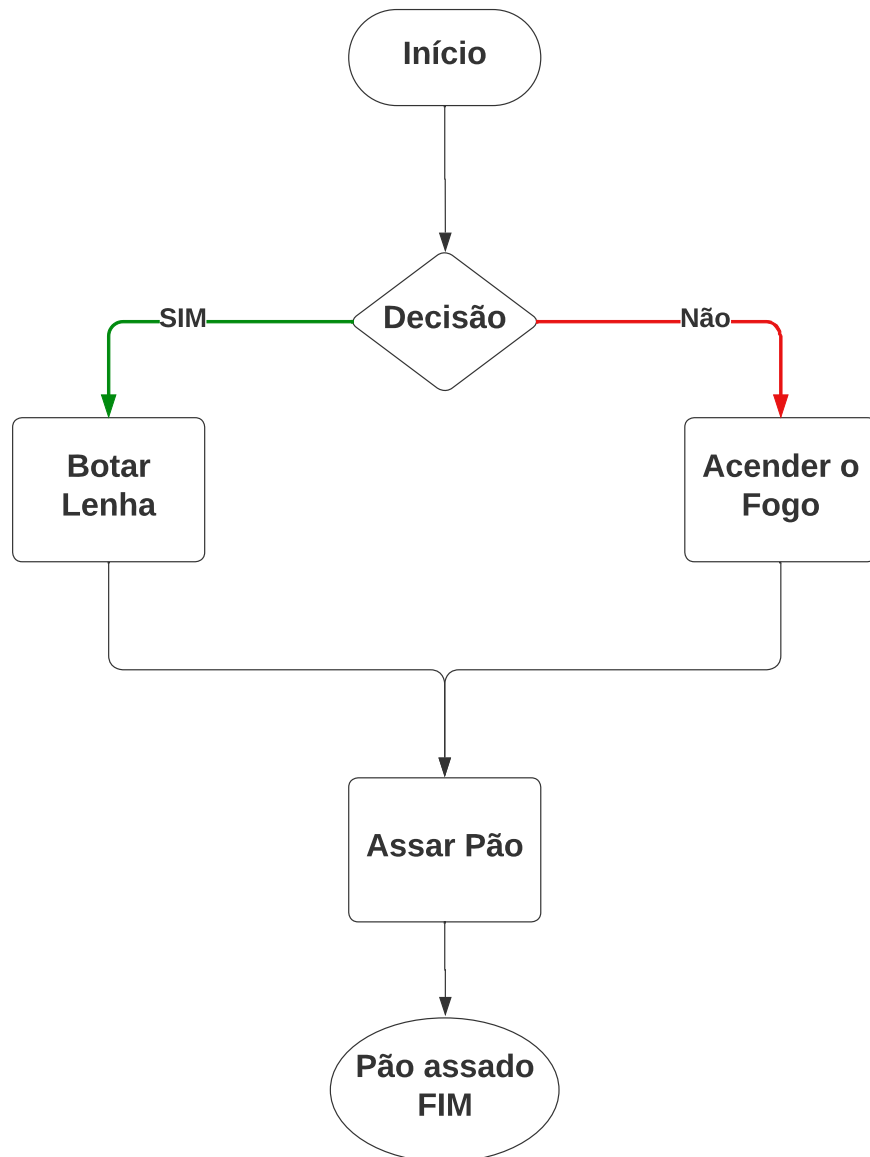 Início
Decisão
SIM
Não
Botar
Lenha
Acender o
Fogo
Assar Pão
Pão assado
FIM